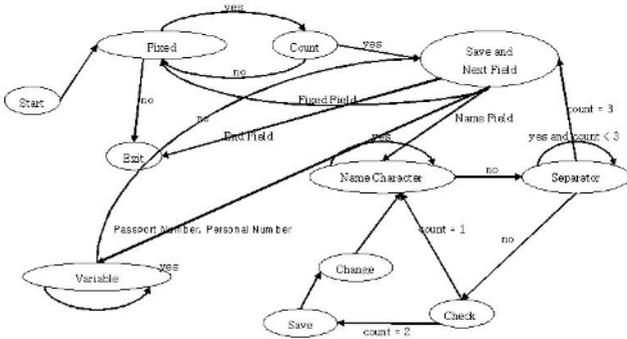 yes
Fixed
Count
yes
Save and
Next Field
no
Start
no
Fixed Field
count = 3
no
Name Field
End Field
Exit
yes
yes and count < 3
Name Character
no
Separator
Passport Number, Personal Number
count = 1
no
Variable
yes
Change
Save
Check
count = 2